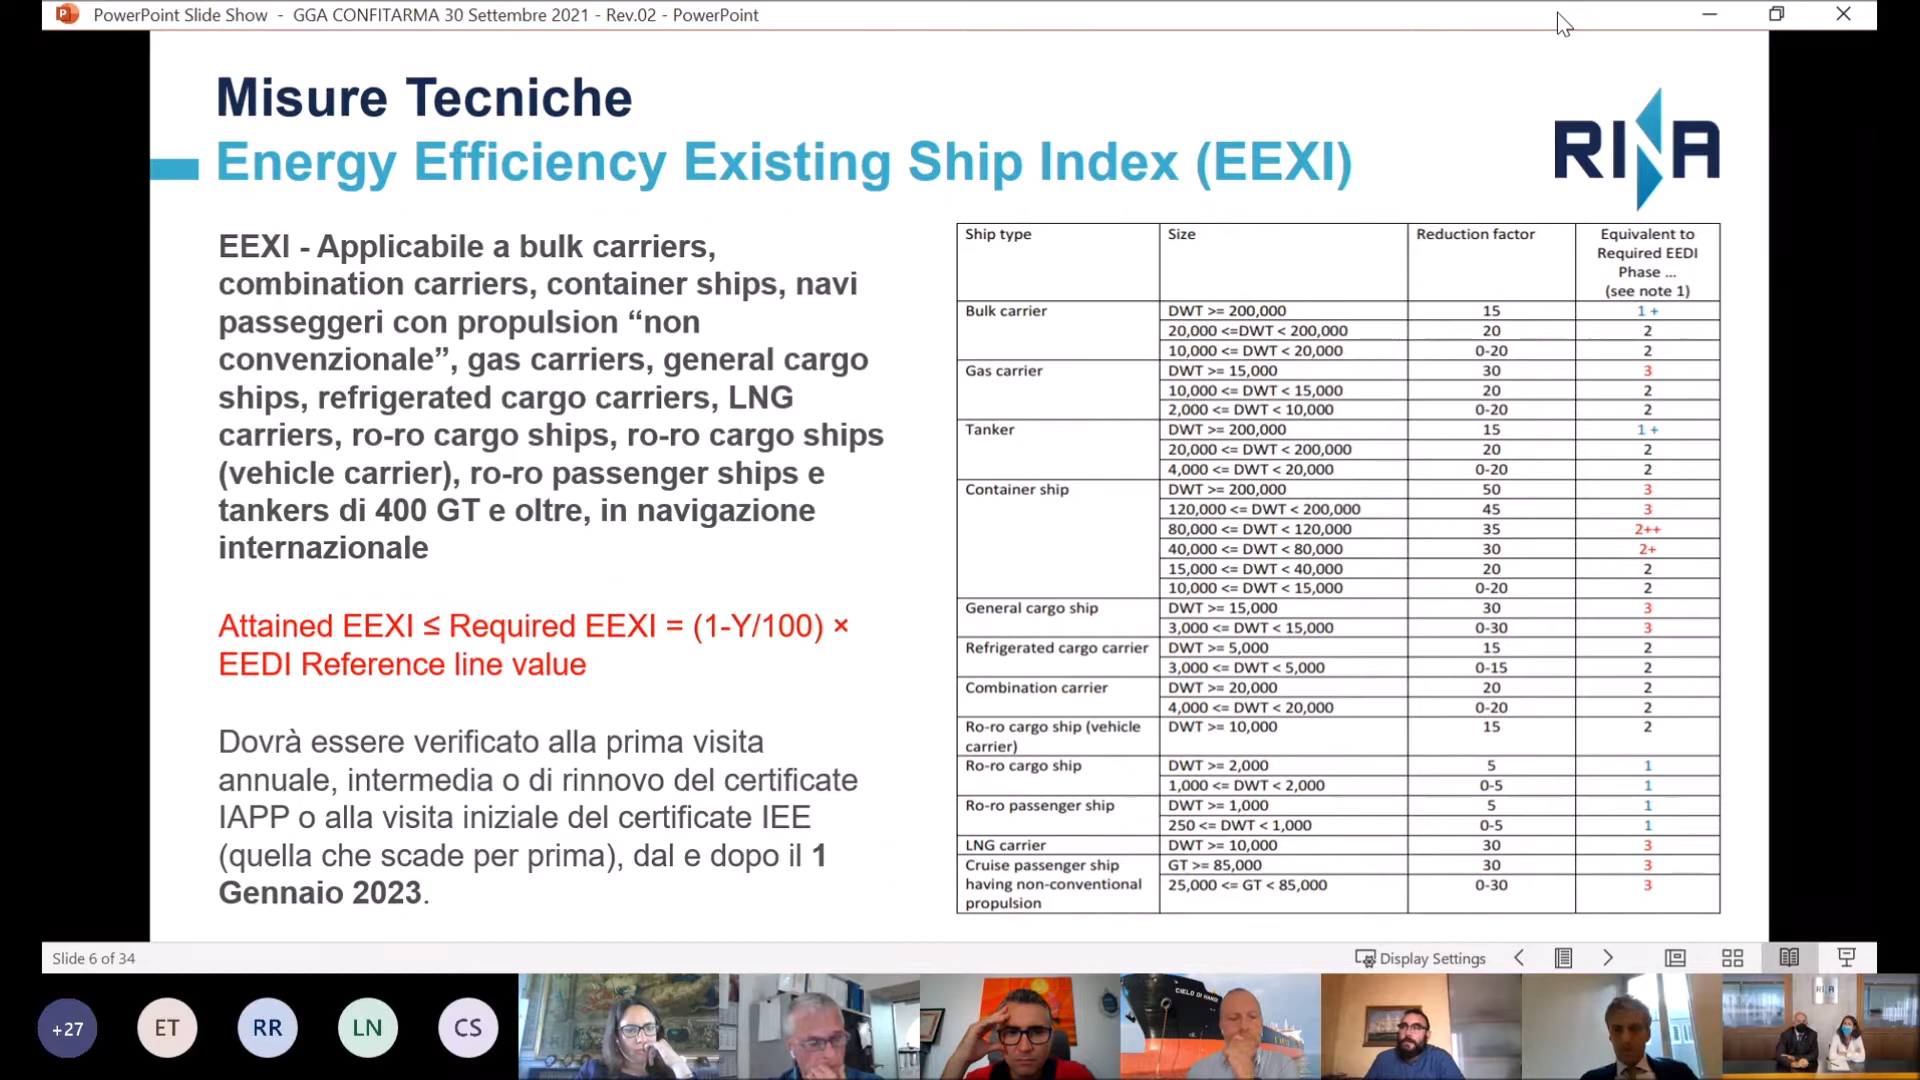 PowerPoint Slide Show - GGA CONFITARMA 30 Settembre 2021 - Rev.02 - PowerPoint
Misure Tecniche
Energy Efficiency Existing Ship Index (EEXI)
RINA
EEXI - Applicabile a bulk carriers,
combination carriers, container ships, navi
passeggeri con propulsion “non
convenzionale”, gas carriers, general cargo
ships, refrigerated cargo carriers, LNG
carriers, ro-ro cargo ships, ro-ro cargo ships
(vehicle carrier), ro-ro passenger ships e
tankers di 400 GT e oltre, in navigazione
internazionale
Attained EEXI ≤ Required EEXI = (1-Y/100) ×
EEDI Reference line value
Dovrà essere verificato alla prima visita
annuale, intermedia o di rinnovo del certificate
IAPP o alla visita iniziale del certificate IEE
(quella che scade per prima), dal e dopo il 1
Gennaio 2023.
Ship type Size Reduction factor Equivalent to
Required EEDI
Phase ...
(see note 1)
Bulk carrier DWT >= 200,000 15 1 +
20,000 <=DWT < 200,000 20 2
10,000 <= DWT < 20,000 0-20 2
Gas carrier DWT >= 15,000 30 3
10,000 <= DWT < 15,000 20 2
2,000 <= DWT < 10,000 0-20 2
Tanker DWT >= 200,000 15 1 +
20,000 <= DWT < 200,000 20 2
4,000 <= DWT < 20,000 0-20 2
Container ship DWT >= 200,000 50 3
120,000 <= DWT < 200,000 45 3
80,000 <= DWT < 120,000 35 2++
40,000 <= DWT < 80,000 30 2+
15,000 <= DWT < 40,000 20 2
10,000 <= DWT < 15,000 0-20 2
General cargo ship DWT >= 15,000 30 3
3,000 <= DWT < 15,000 0-30 3
Refrigerated cargo carrier DWT >= 5,000 15 2
3,000 <= DWT < 5,000 0-15 2
Combination carrier DWT >= 20,000 20 2
4,000 <= DWT < 20,000 0-20 2
Ro-ro cargo ship (vehicle DWT >= 10,000 15 2
carrier)
Ro-ro cargo ship DWT >= 2,000 5 1
1,000 <= DWT < 2,000 0-5 1
Ro-ro passenger ship DWT >= 1,000 5 1
250 <= DWT < 1,000 0-5 1
LNG carrier DWT >= 10,000 30 3
Cruise passenger ship GT >= 85,000 30 3
having non-conventional 25,000 <= GT < 85,000 0-30 3
propulsion
Slide 6 of 34
Display Settings
+27 ET RR LN CS
CIELO DI
RINA